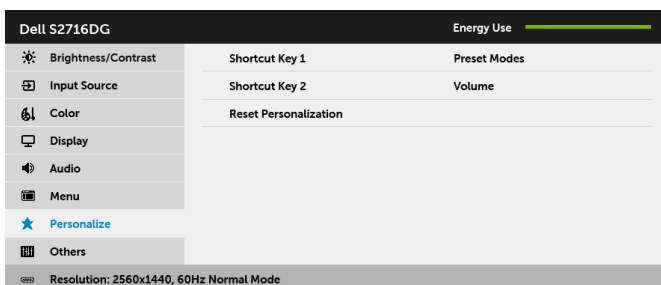 Dell S2716DG Energy Use
Brightness/Contrast Shortcut Key 1 Preset Modes
Input Source Shortcut Key 2 Volume
Color Reset Personalization
Display
Audio
Menu
Personalize
Others
Resolution: 2560x1440, 60Hz Normal Mode